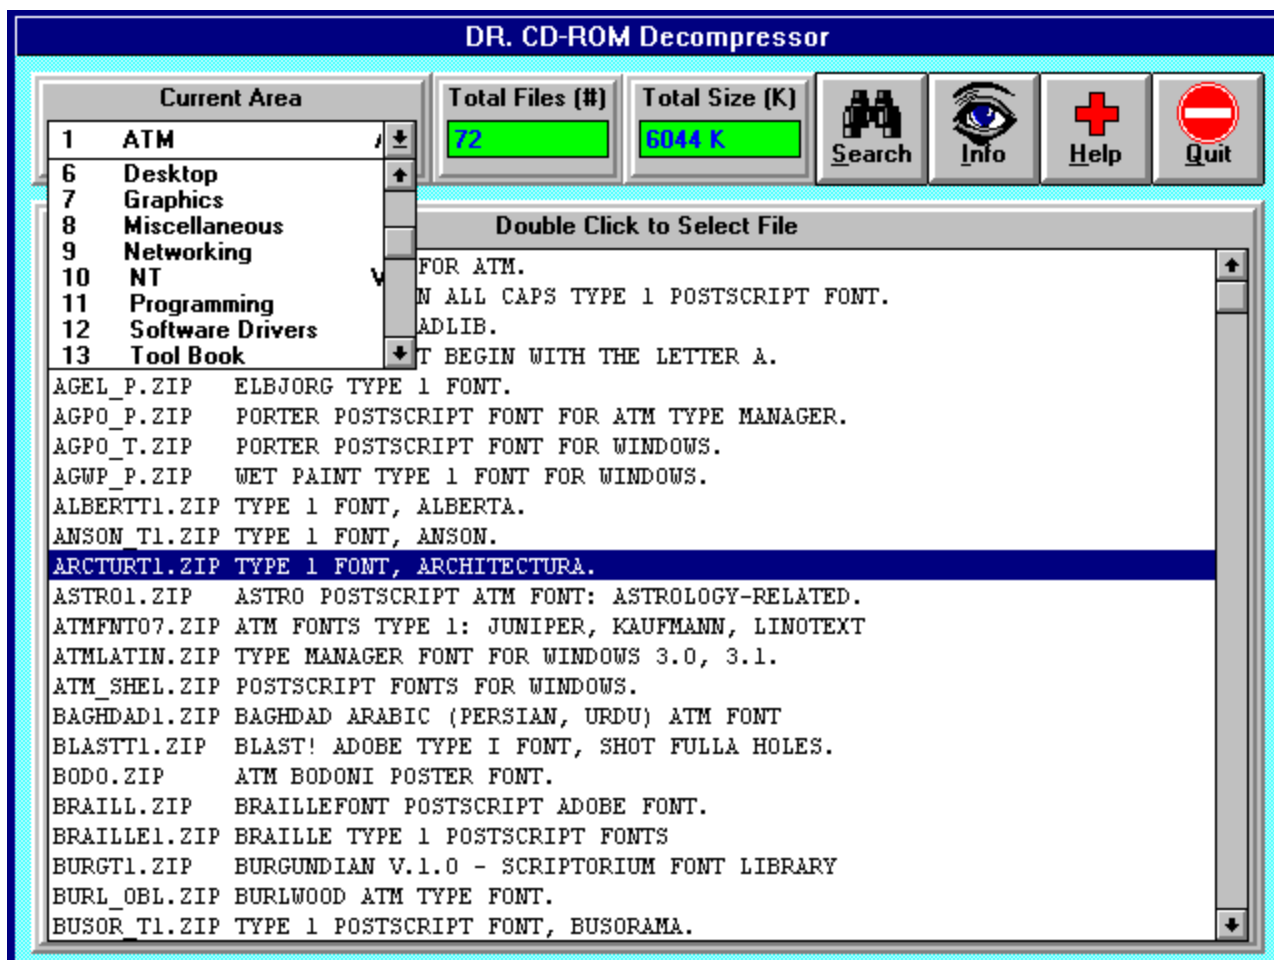 DR. CD-ROM Decompressor
Current Area
Total Files (#)
Total Size (K)
1 ATM
72
6044 K
Search
Info
Help
Quit
6 Desktop
7 Graphics
8 Miscellaneous
9 Networking
10 NT
11 Programming
12 Software Drivers
13 Tool Book
Double Click to Select File
FOR ATM.
ALL CAPS TYPE 1 POSTSCRIPT FONT.
ADLIB.
BEGIN WITH THE LETTER A.
AGEL_P.ZIP ELBJORG TYPE 1 FONT.
AGPO_P.ZIP PORTER POSTSCRIPT FONT FOR ATM TYPE MANAGER.
AGPO_T.ZIP PORTER POSTSCRIPT FONT FOR WINDOWS.
AGWP_P.ZIP WET PAINT TYPE 1 FONT FOR WINDOWS.
ALBERTT1.ZIP TYPE 1 FONT, ALBERTA.
ANSON_T1.ZIP TYPE 1 FONT, ANSON.
ARCTURT1.ZIP TYPE 1 FONT, ARCHITECTURA.
ASTRO1.ZIP ASTRO POSTSCRIPT ATM FONT: ASTROLOGY-RELATED.
ATMFNT07.ZIP ATM FONTS TYPE 1: JUNIPER, KAUFMANN, LINOTEXT
ATMLATIN.ZIP TYPE MANAGER FONT FOR WINDOWS 3.0, 3.1.
ATM_SHEL.ZIP POSTSCRIPT FONTS FOR WINDOWS.
BAGHDAD1.ZIP BAGHDAD ARABIC (PERSIAN, URDU) ATM FONT
BLASTT1.ZIP BLAST! ADOBE TYPE I FONT, SHOT FULLA HOLES.
BODO.ZIP ATM BODONI POSTER FONT.
BRAILL.ZIP BRAILLEFONT POSTSCRIPT ADOBE FONT.
BRAILLE1.ZIP BRAILLE TYPE 1 POSTSCRIPT FONTS
BURGT1.ZIP BURGUNDIAN V.1.0 - SCRIPTORIUM FONT LIBRARY
BURL_OBL.ZIP BURLWOOD ATM TYPE FONT.
BUSOR_T1.ZIP TYPE 1 POSTSCRIPT FONT, BUSORAMA.